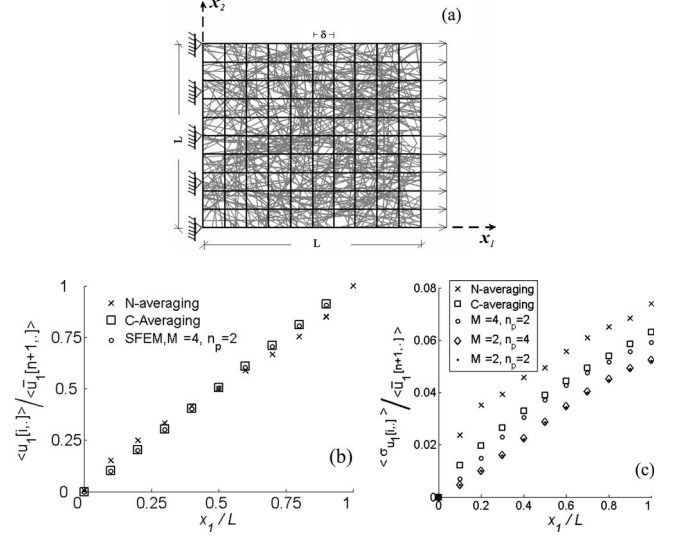 x₂
(a)
⊢ δ ⊣
L
L
x₁
<u₁[i,.]> / <ū₁[n+1,.]>
1
0.75
0.5
0.25
0
× N-averaging
□ C-Averaging
○ SFEM,M =4, nₚ=2
(b)
0 0.25 0.5 0.75 1
x₁ / L
<σ_{u₁[i,.]}> / <ū₁[n+1,.]>
0.08
0.06
0.04
0.02
0
× N-averaging
□ C-averaging
○ M =4, nₚ=2
◇ M =2, nₚ=4
· M =2, nₚ=2
(c)
0 0.2 0.4 0.6 0.8 1
x₁ / L